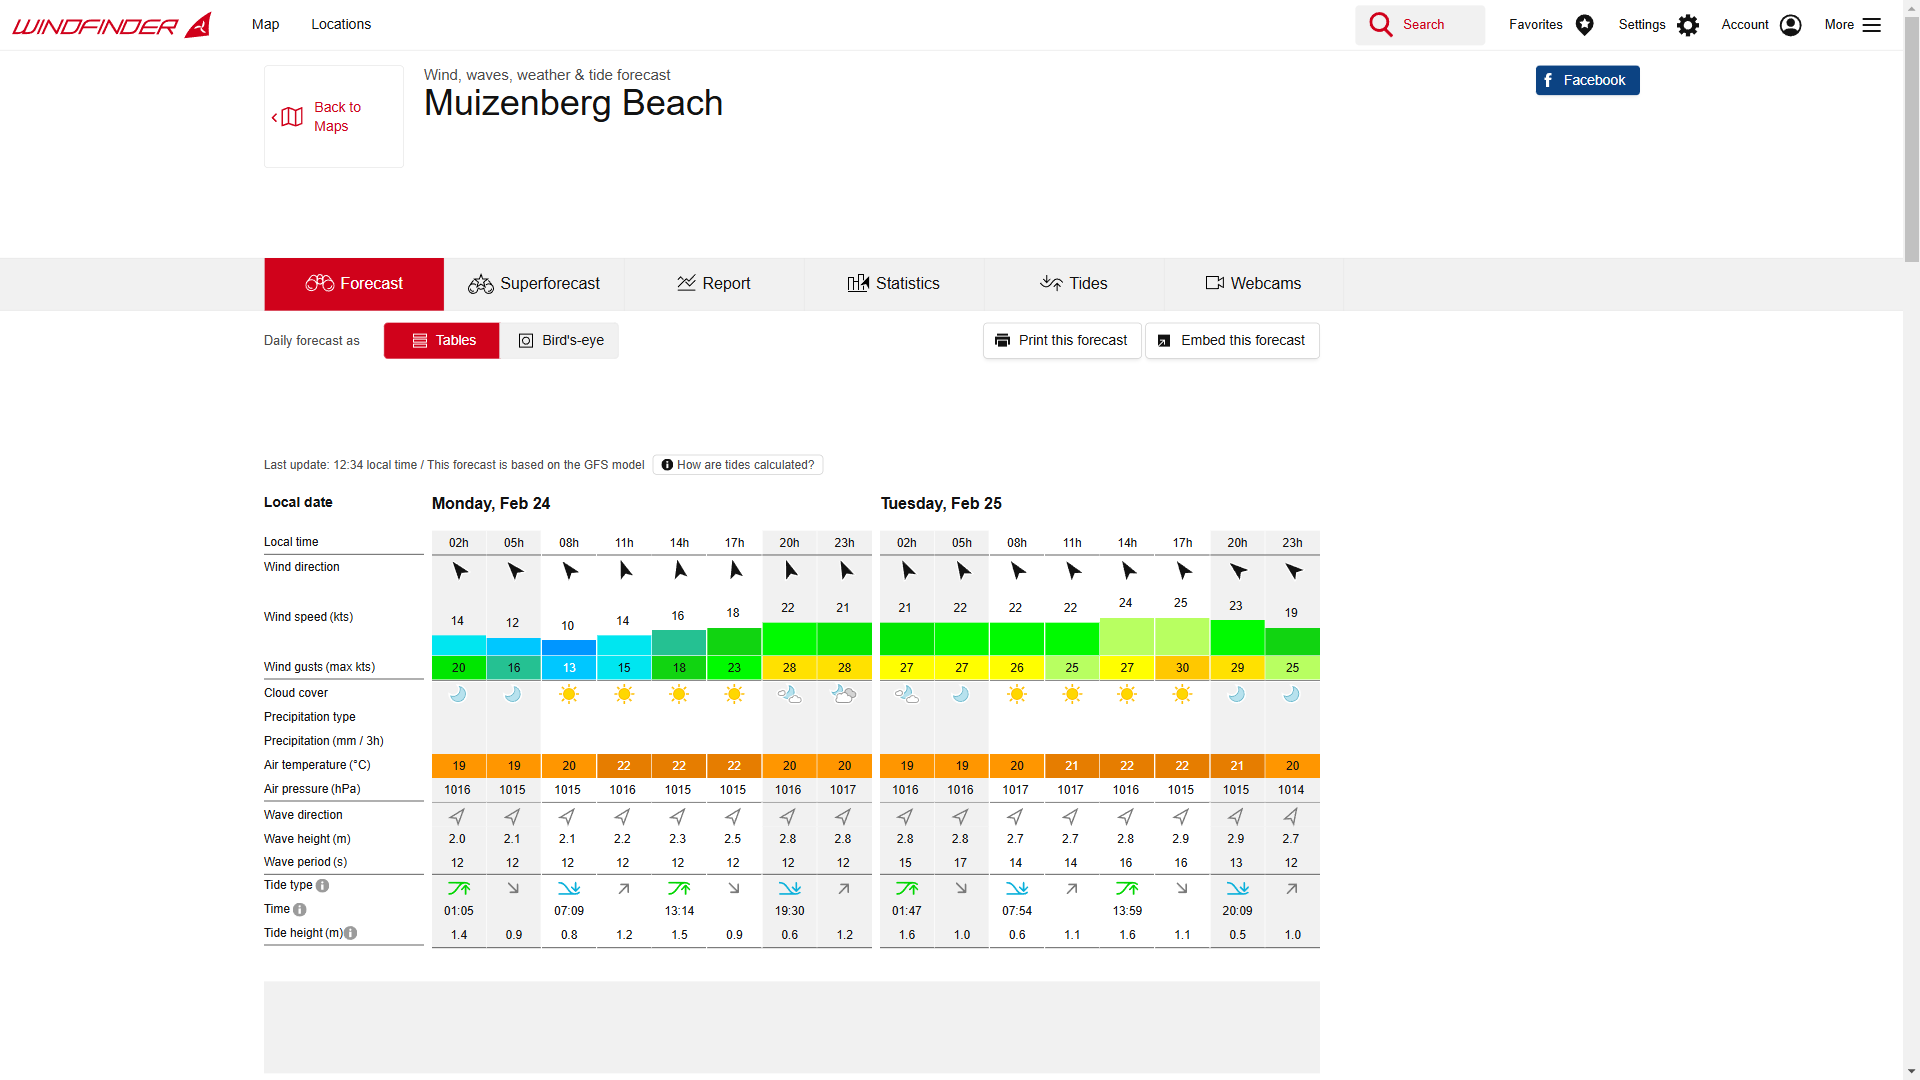 WINDFINDER Map Locations Search Favorites Settings Account More
Wind, waves, weather & tide forecast
Muizenberg Beach
Back to
Maps
Facebook
Forecast Superforecast Report Statistics Tides Webcams
Daily forecast as Tables Bird's-eye Print this forecast Embed this forecast
Last update: 12:34 local time / This forecast is based on the GFS model How are tides calculated?
Local date Monday, Feb 24 Tuesday, Feb 25
Local time 02h 05h 08h 11h 14h 17h 20h 23h 02h 05h 08h 11h 14h 17h 20h 23h
Wind direction
Wind speed (kts) 14 12 10 14 16 18 22 21 21 22 22 22 24 25 23 19
Wind gusts (max kts) 20 16 13 15 18 23 28 28 27 27 26 25 27 30 29 25
Cloud cover
Precipitation type
Precipitation (mm / 3h)
Air temperature (°C) 19 19 20 22 22 22 20 20 19 19 20 21 22 22 21 20
Air pressure (hPa) 1016 1015 1015 1016 1015 1015 1016 1017 1016 1016 1017 1017 1016 1015 1015 1014
Wave direction
Wave height (m) 2.0 2.1 2.1 2.2 2.3 2.5 2.8 2.8 2.8 2.8 2.7 2.7 2.8 2.9 2.9 2.7
Wave period (s) 12 12 12 12 12 12 12 12 15 17 14 14 16 16 13 12
Tide type
Time 01:05 07:09 13:14 19:30 01:47 07:54 13:59 20:09
Tide height (m) 1.4 0.9 0.8 1.2 1.5 0.9 0.6 1.2 1.6 1.0 0.6 1.1 1.6 1.1 0.5 1.0